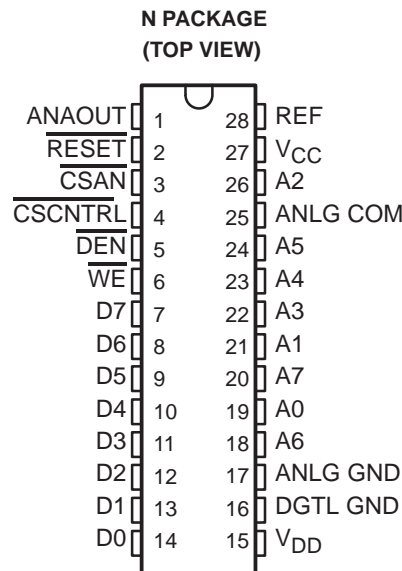 N PACKAGE
(TOP VIEW)
ANAOUT 1 28 REF
RESET 2 27 VCC
CSAN 3 26 A2
CSCNTRL 4 25 ANLG COM
DEN 5 24 A5
WE 6 23 A4
D7 7 22 A3
D6 8 21 A1
D5 9 20 A7
D4 10 19 A0
D3 11 18 A6
D2 12 17 ANLG GND
D1 13 16 DGTL GND
D0 14 15 VDD